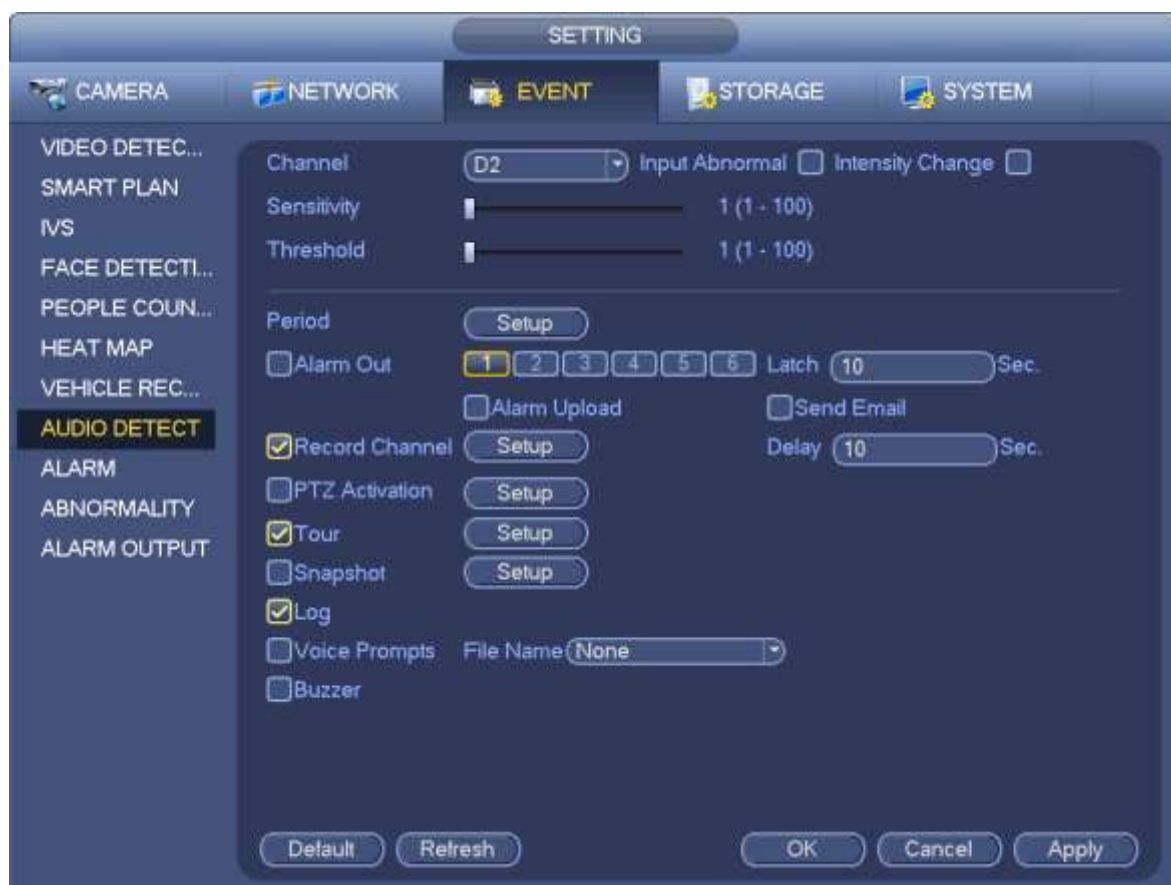 SETTING
CAMERA NETWORK EVENT STORAGE SYSTEM
VIDEO DETEC...
SMART PLAN
IVS
FACE DETECTI...
PEOPLE COUN...
HEAT MAP
VEHICLE REC...
AUDIO DETECT
ALARM
ABNORMALITY
ALARM OUTPUT
Channel D2 Input Abnormal Intensity Change
Sensitivity 1 (1 - 100)
Threshold 1 (1 - 100)
Period Setup
Alarm Out 1 2 3 4 5 6 Latch 10 Sec.
Alarm Upload Send Email
Record Channel Setup Delay 10 Sec.
PTZ Activation Setup
Tour Setup
Snapshot Setup
Log
Voice Prompts File Name None
Buzzer
Default Refresh OK Cancel Apply